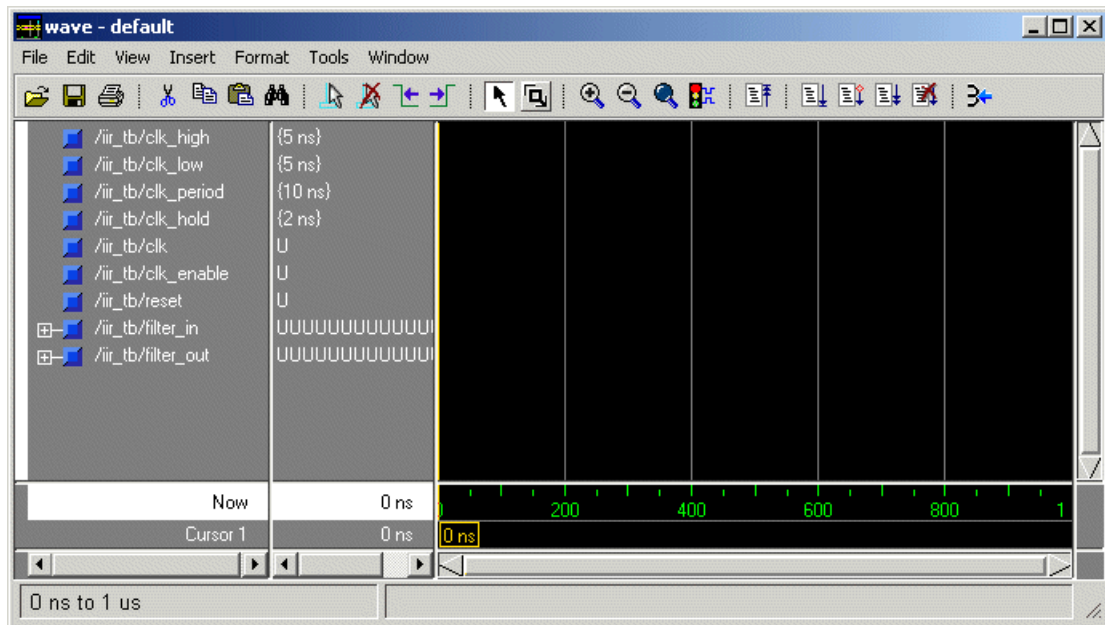 wave - default
File Edit View Insert Format Tools Window
/iir_tb/clk_high {5 ns}
/iir_tb/clk_low {5 ns}
/iir_tb/clk_period {10 ns}
/iir_tb/clk_hold {2 ns}
/iir_tb/clk U
/iir_tb/clk_enable U
/iir_tb/reset U
/iir_tb/filter_in UUUUUUUUUUUUU
/iir_tb/filter_out UUUUUUUUUUUUU
Now 0 ns 200 400 600 800 1
Cursor 1 0 ns 0 ns
0 ns to 1 us